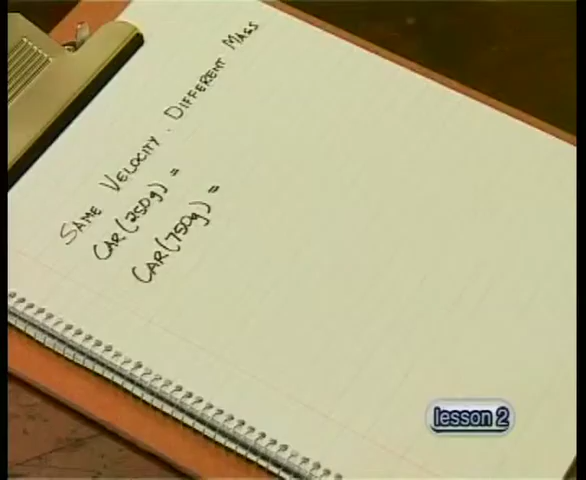 SAME VELOCITY. DIFFERENT MASS
CAR (250g) =
CAR (750g) =
lesson 2